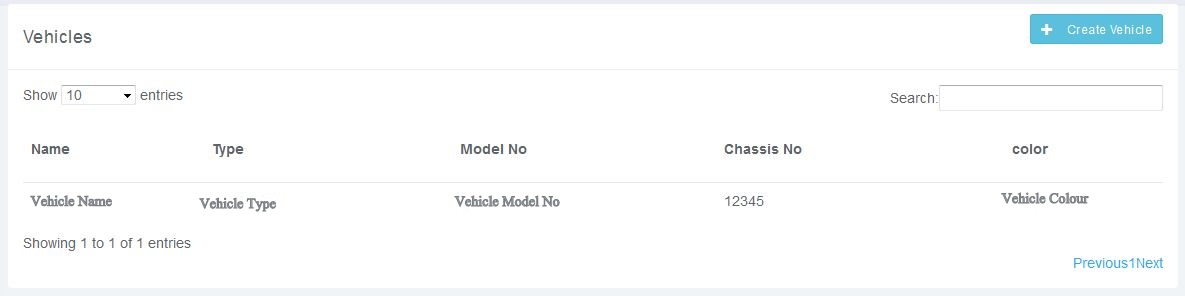 Vehicles
Create Vehicle
Show 10 entries
Search:
Name Type Model No Chassis No color
Vehicle Name Vehicle Type Vehicle Model No 12345 Vehicle Colour
Showing 1 to 1 of 1 entries
Previous1Next